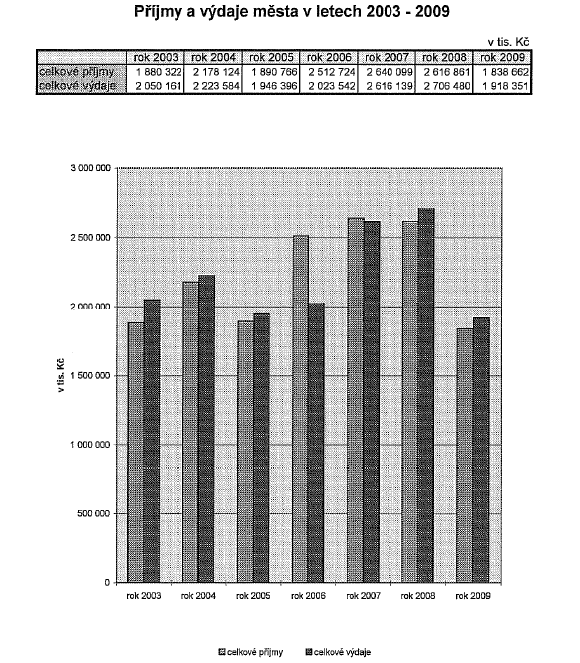 Příjmy a výdaje města v letech 2003 - 2009
v tis. Kč
rok 2003 rok 2004 rok 2005 rok 2006 rok 2007 rok 2008 rok 2009
celkové příjmy 1 880 322 2 178 124 1 890 766 2 512 724 2 640 099 2 616 861 1 838 662
celkové výdaje 2 050 161 2 223 584 1 946 396 2 023 542 2 616 139 2 706 480 1 918 351
3 000 000
2 500 000
2 000 000
1 500 000
1 000 000
500 000
0
v tis. Kč
rok 2003 rok 2004 rok 2005 rok 2006 rok 2007 rok 2008 rok 2009
celkové příjmy celkové výdaje